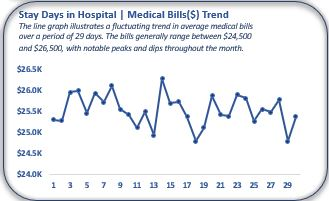 Stay Days in Hospital | Medical Bills($) Trend
The line graph illustrates a fluctuating trend in average medical bills
over a period of 29 days. The bills generally range between $24,500
and $26,500, with notable peaks and dips throughout the month.
$26.5K
$26.0K
$25.5K
$25.0K
$24.5K
$24.0K
1 3 5 7 9 11 13 15 17 19 21 23 25 27 29